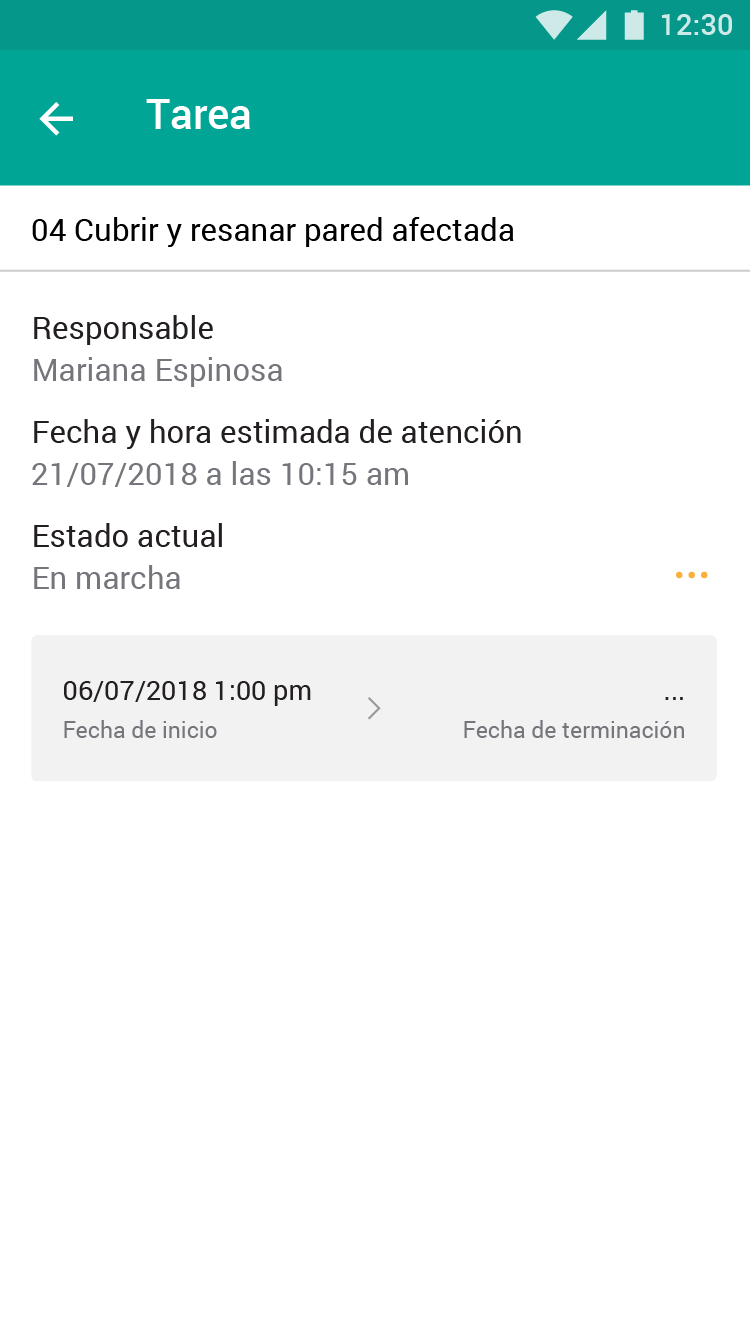 12:30
Tarea
04 Cubrir y resanar pared afectada
Responsable
Mariana Espinosa
Fecha y hora estimada de atención
21/07/2018 a las 10:15 am
Estado actual
En marcha
06/07/2018 1:00 pm
...
Fecha de inicio
Fecha de terminación